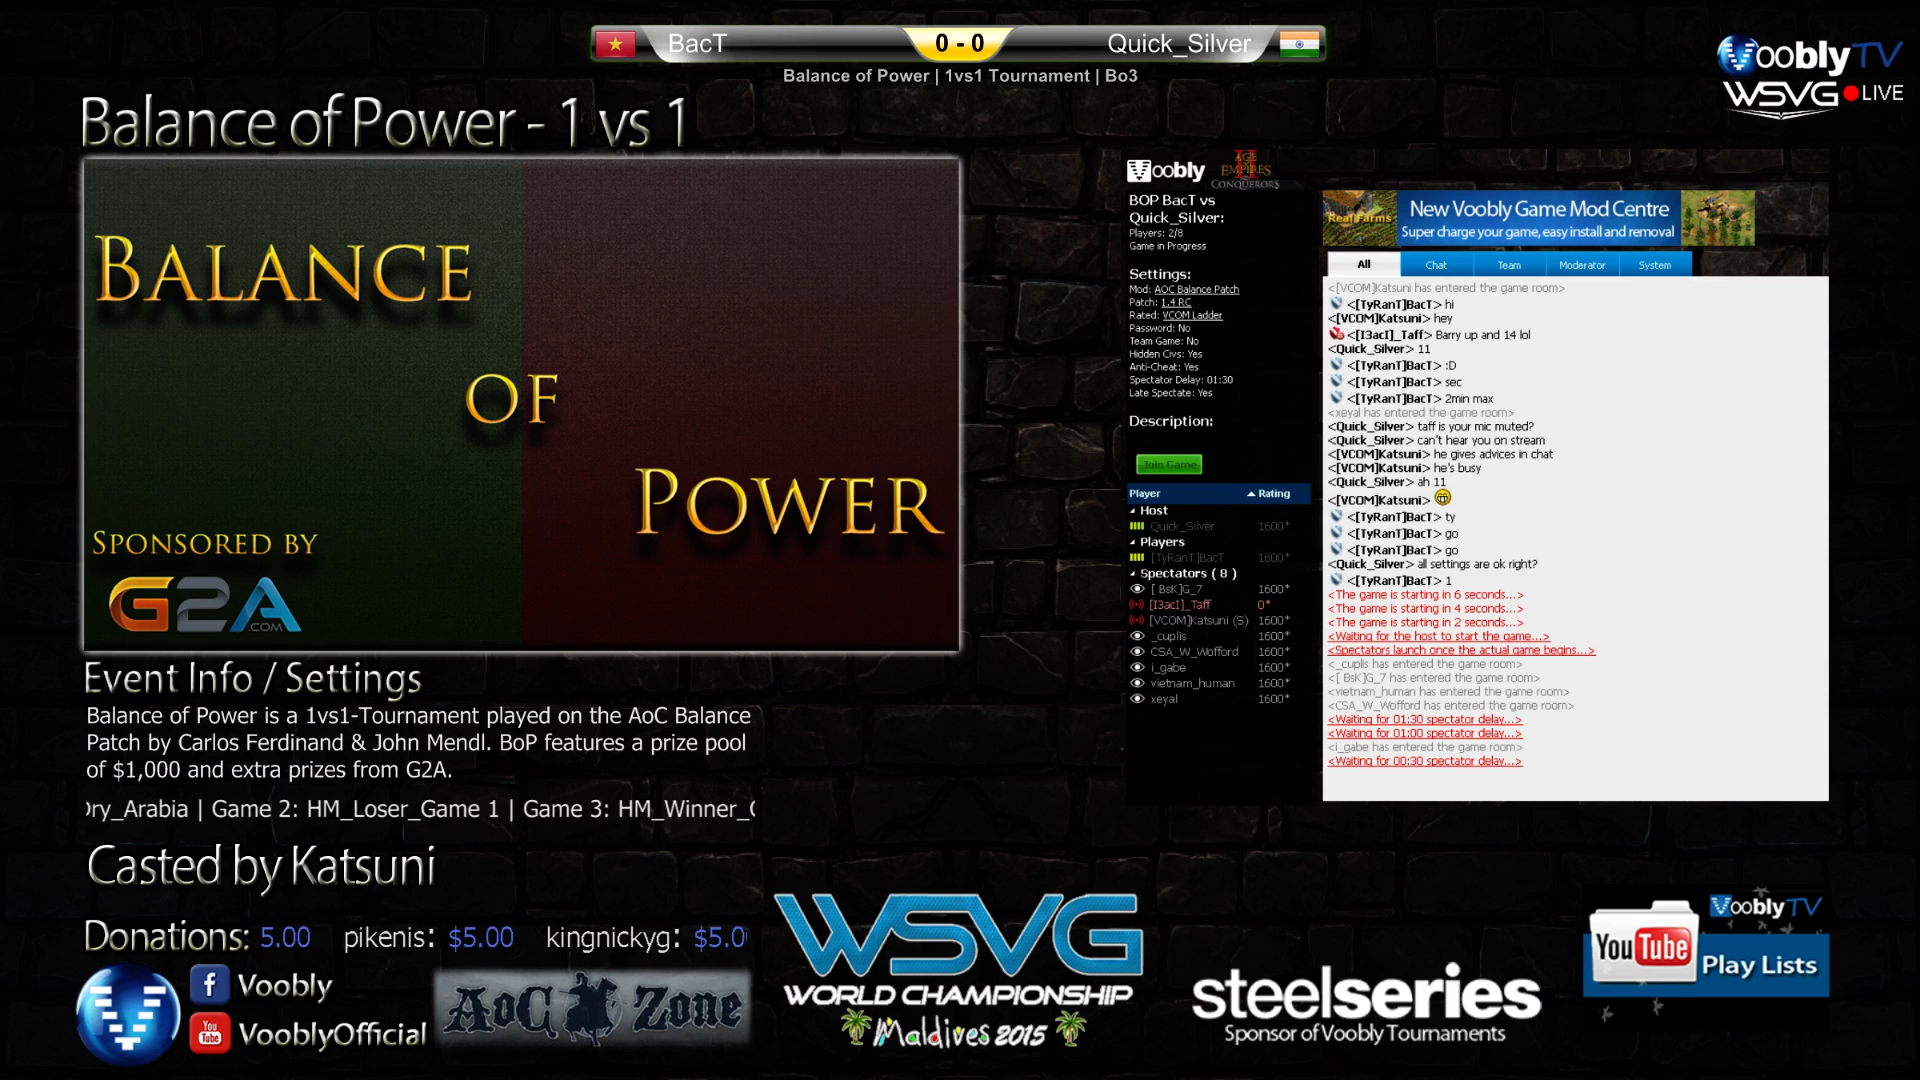 BacT
0 - 0
Quick_Silver
Balance of Power | 1vs1 Tournament | Bo3
VooblyTV
WSVG LIVE
Balance of Power - 1 vs 1
BALANCE
OF
POWER
SPONSORED BY
G2A
.COM
Event Info / Settings
Balance of Power is a 1vs1-Tournament played on the AoC Balance
Patch by Carlos Ferdinand & John Mendl. BoP features a prize pool
of $1,000 and extra prizes from G2A.
ry_Arabia | Game 2: HM_Loser_Game 1 | Game 3: HM_Winner_
Casted by Katsuni
Donations: 5.00 pikenis: $5.00 kingnickyg: $5.0
Voobly
VooblyOfficial
You Tube
AoC Zone
WSVG
WORLD CHAMPIONSHIP
Maldives 2015
steelseries
Sponsor of Voobly Tournaments
VooblyTV
YouTube
Play Lists
Voobly
AGE OF EMPIRES II
CONQUERORS
BOP BacT vs
Quick_Silver:
Players: 2/8
Game in Progress
Settings:
Mod: AOC Balance Patch
Patch: 1.4 RC
Rated: VCOM Ladder
Password: No
Team Game: No
Hidden Civs: Yes
Anti-Cheat: Yes
Spectator Delay: 01:30
Late Spectate: Yes
Description:
Join Game
Player Rating
Host
Quick_Silver 1600*
Players
[TyRanT]BacT 1600*
Spectators ( 8 )
[ BsK]G_7 1600*
[I3acI]_Taff 0*
[VCOM]Katsuni (S) 1600*
_cuplis 1600*
CSA_W_Wofford 1600*
i_gabe 1600*
vietnam_human 1600*
xeyal 1600*
Real Farms
New Voobly Game Mod Centre
Super charge your game, easy install and removal
All Chat Team Moderator System
<[VCOM]Katsuni has entered the game room>
<[TyRanT]BacT> hi
<[VCOM]Katsuni> hey
<[I3acI]_Taff> Barry up and 14 lol
<Quick_Silver> 11
<[TyRanT]BacT> :D
<[TyRanT]BacT> sec
<[TyRanT]BacT> 2min max
<xeyal has entered the game room>
<Quick_Silver> taff is your mic muted?
<Quick_Silver> can't hear you on stream
<[VCOM]Katsuni> he gives advices in chat
<[VCOM]Katsuni> he's busy
<Quick_Silver> ah 11
<[VCOM]Katsuni>
<[TyRanT]BacT> ty
<[TyRanT]BacT> go
<[TyRanT]BacT> go
<Quick_Silver> all settings are ok right?
<[TyRanT]BacT> 1
<The game is starting in 6 seconds...>
<The game is starting in 4 seconds...>
<The game is starting in 2 seconds...>
<Waiting for the host to start the game...>
<Spectators launch once the actual game begins...>
<_cuplis has entered the game room>
<[ BsK]G_7 has entered the game room>
<vietnam_human has entered the game room>
<CSA_W_Wofford has entered the game room>
<Waiting for 01:30 spectator delay...>
<Waiting for 01:00 spectator delay...>
<i_gabe has entered the game room>
<Waiting for 00:30 spectator delay...>